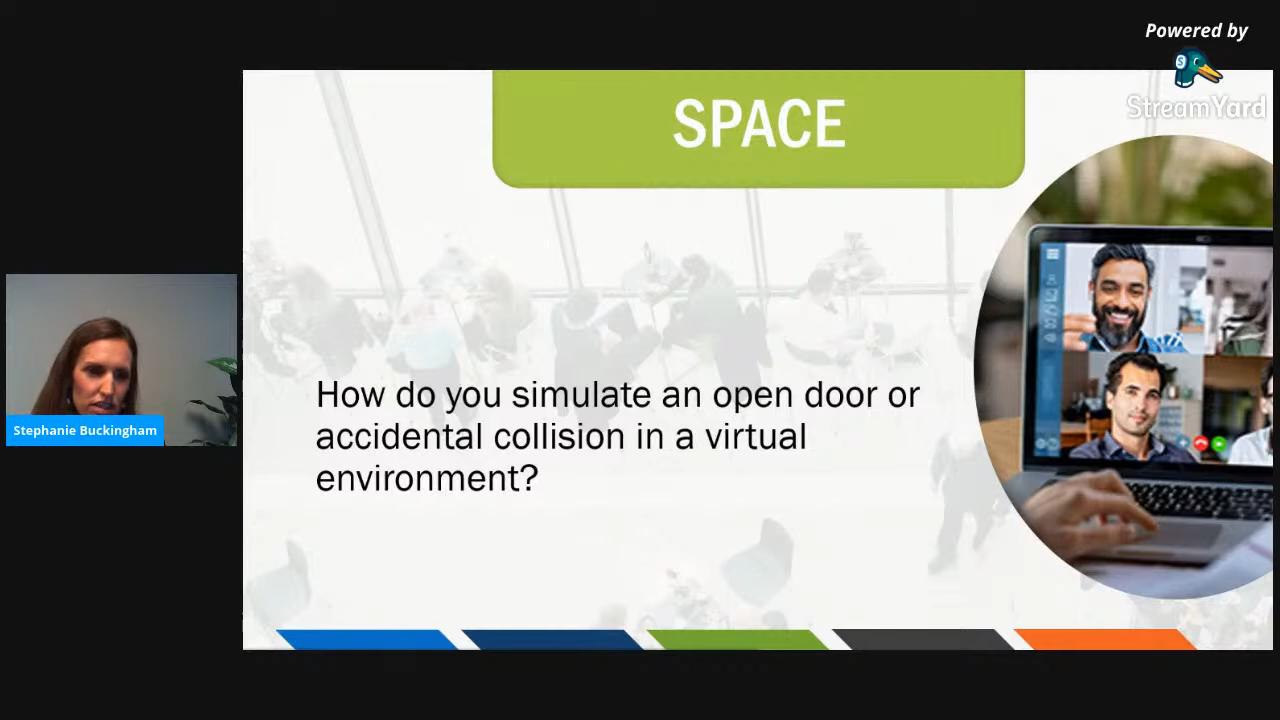 Powered by
StreamYard
SPACE
How do you simulate an open door or
accidental collision in a virtual
environment?
Stephanie Buckingham